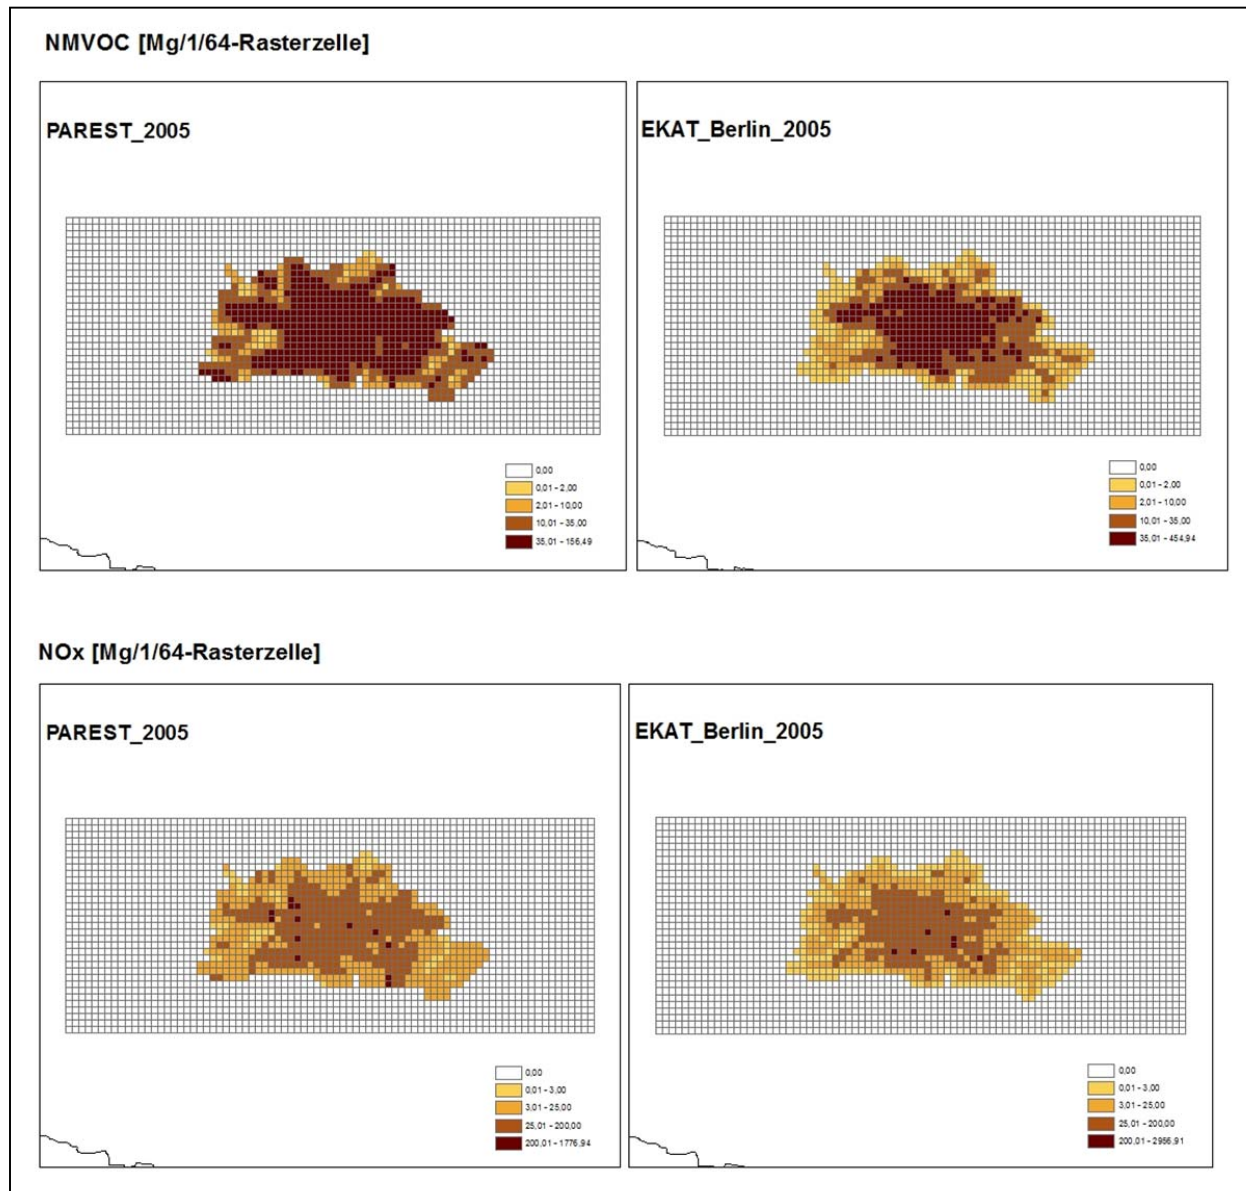 NMVOC [Mg/1/64-Rasterzelle]
PAREST_2005
0,00
0,01 - 2,00
2,01 - 10,00
10,01 - 35,00
35,01 - 156,49
EKAT_Berlin_2005
0,00
0,01 - 2,00
2,01 - 10,00
10,01 - 35,00
35,01 - 454,94
NOx [Mg/1/64-Rasterzelle]
PAREST_2005
0,00
0,01 - 3,00
3,01 - 25,00
25,01 - 200,00
200,01 - 1776,94
EKAT_Berlin_2005
0,00
0,01 - 3,00
3,01 - 25,00
25,01 - 200,00
200,01 - 2956,91